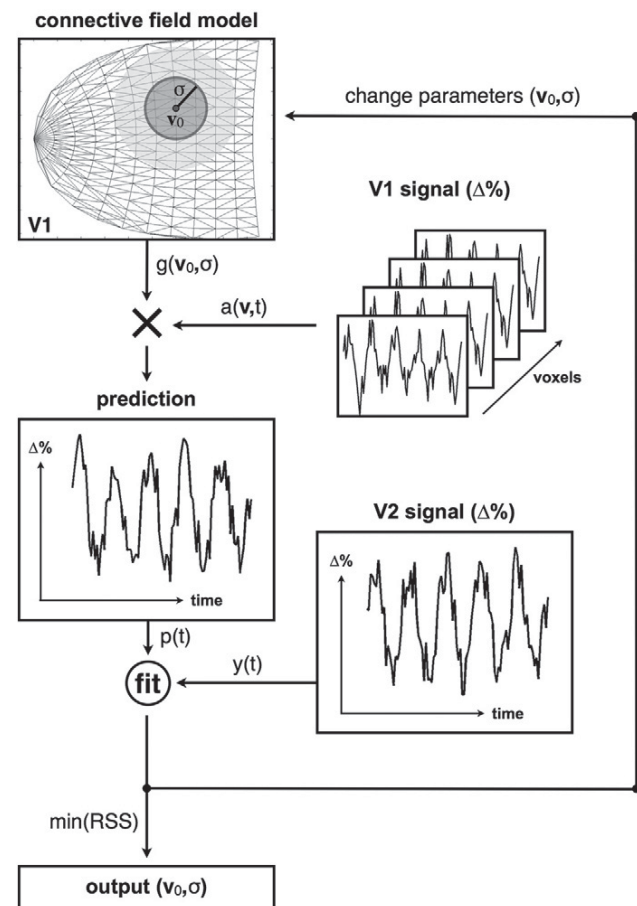 connective field model
σ
v₀
V1
change parameters (v₀,σ)
V1 signal (Δ%)
g(v₀,σ)
a(v,t)
voxels
prediction
Δ%
time
V2 signal (Δ%)
Δ%
time
p(t)
fit
y(t)
min(RSS)
output (v₀,σ)